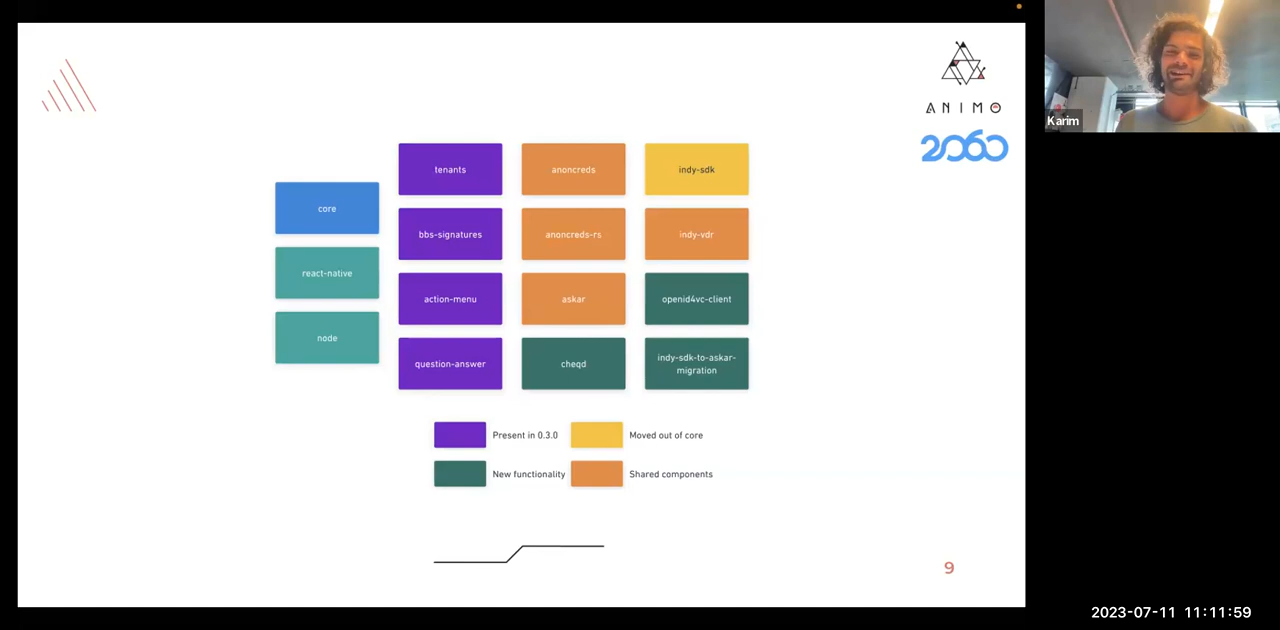 ANIMO
2060
Karim
core
react-native
node
tenants
anoncreds
indy-sdk
bbs-signatures
anoncreds-rs
indy-vdr
action-menu
askar
openid4vc-client
question-answer
cheqd
indy-sdk-to-askar-
migration
Present in 0.3.0
Moved out of core
New functionality
Shared components
9
2023-07-11 11:11:59